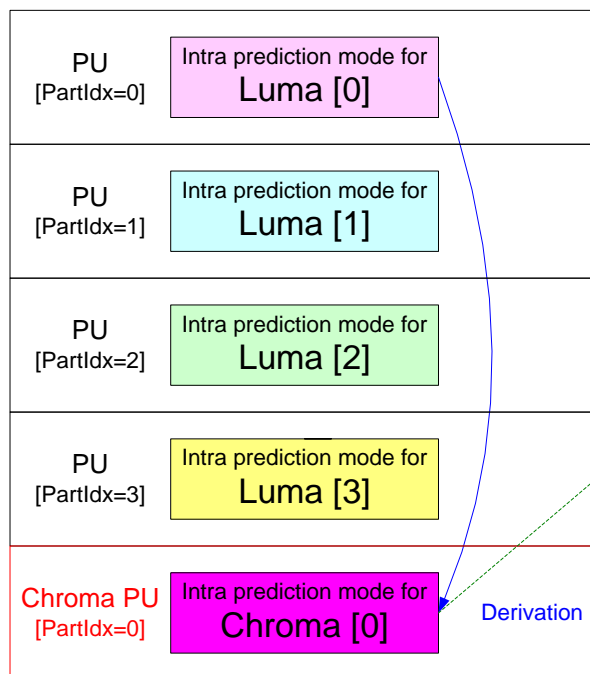 PU
[PartIdx=0]
Intra prediction mode for
Luma [0]
PU
[PartIdx=1]
Intra prediction mode for
Luma [1]
PU
[PartIdx=2]
Intra prediction mode for
Luma [2]
PU
[PartIdx=3]
Intra prediction mode for
Luma [3]
Chroma PU
[PartIdx=0]
Intra prediction mode for
Chroma [0]
Derivation